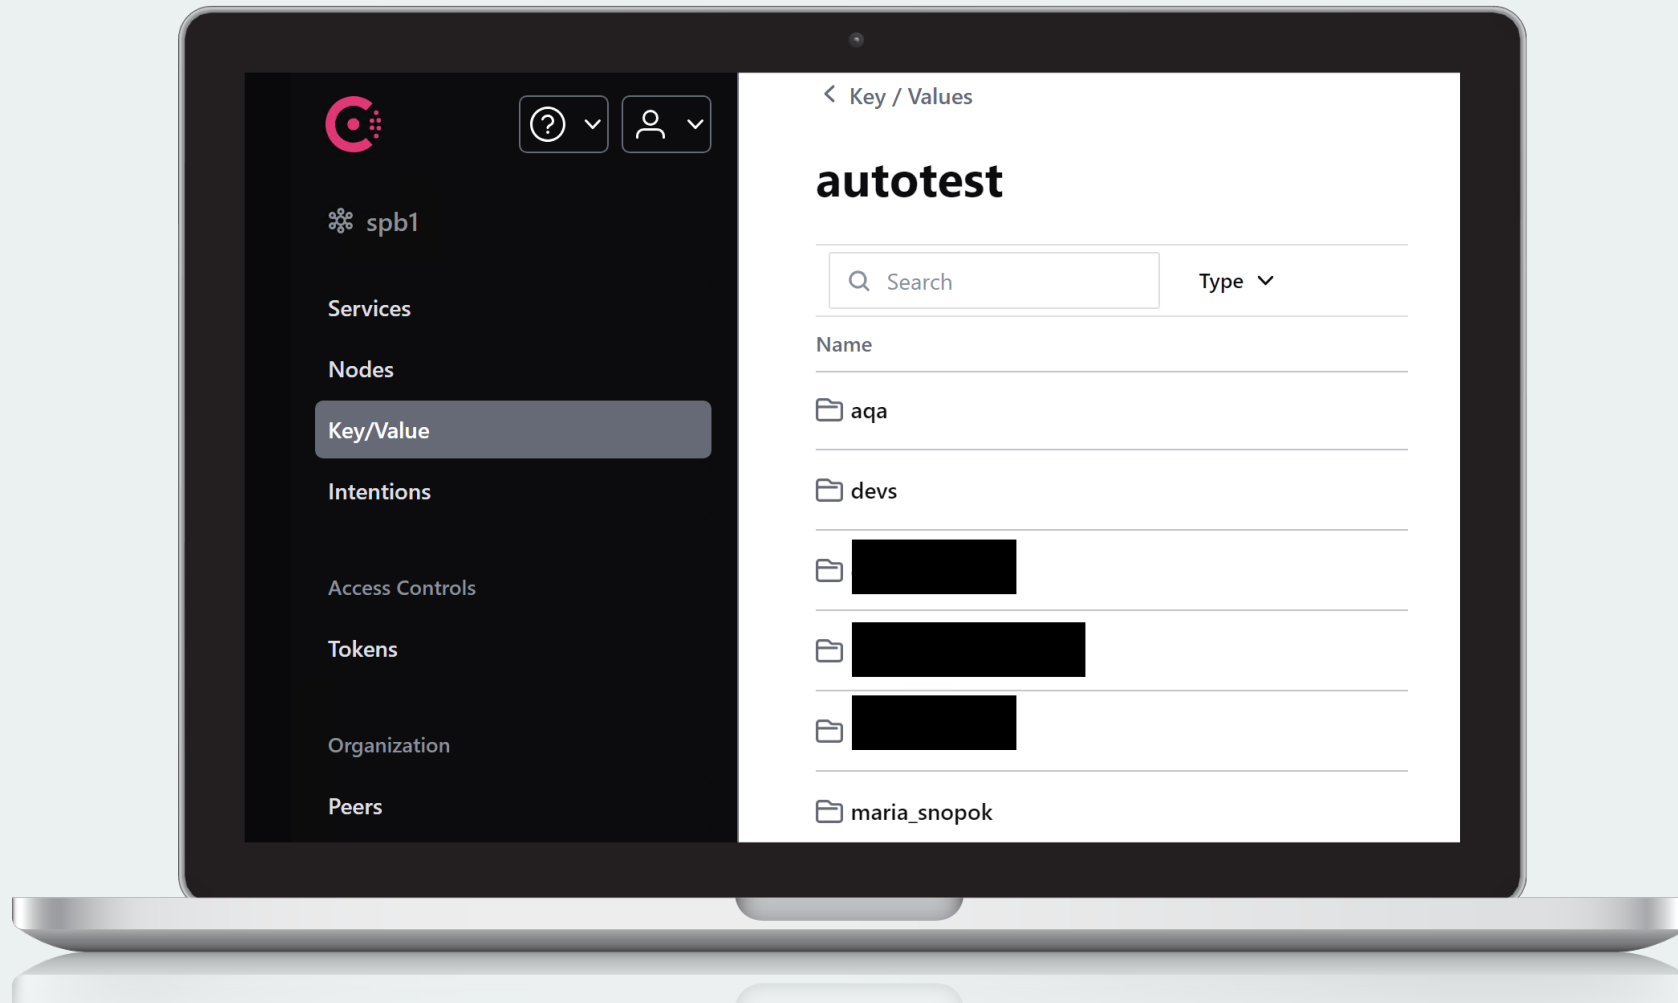 spb1
Services
Nodes
Key/Value
Intentions
Access Controls
Tokens
Organization
Peers
Key / Values
autotest
Search
Type
Name
aqa
devs
maria_snopok